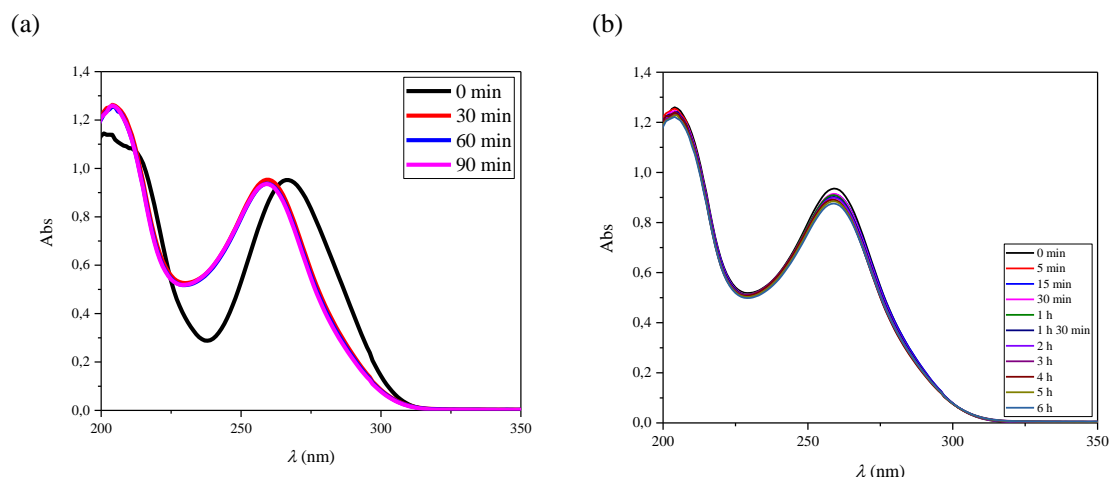 (a)
1,4
1,2
1,0
0,8
0,6
0,4
0,2
0,0
Abs
200
250
300
350
λ (nm)
0 min
30 min
60 min
90 min
(b)
1,4
1,2
1,0
0,8
0,6
0,4
0,2
0,0
Abs
200
250
300
350
λ (nm)
0 min
5 min
15 min
30 min
1 h
1 h 30 min
2 h
3 h
4 h
5 h
6 h